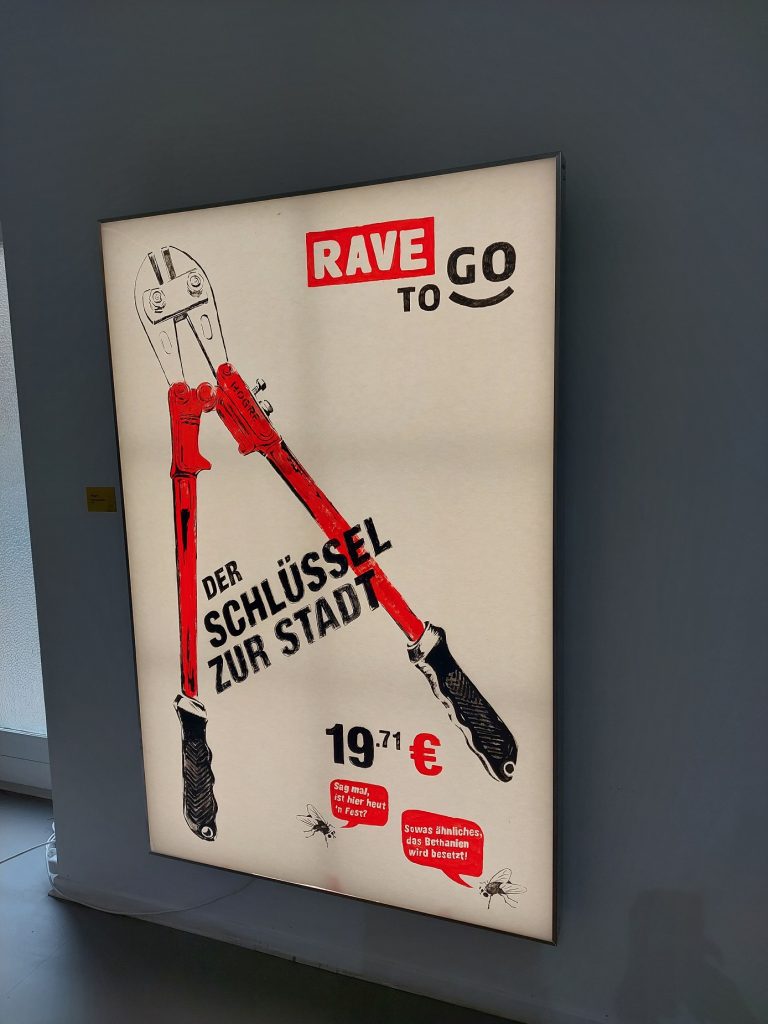 RAVE
TO GO
ROGRE
DER
SCHLÜSSEL
ZUR STADT
19.71 €
Sag mal,
ist hier heut
'n Fest?
Sowas ähnliches,
das Bethanien
wird besetzt!